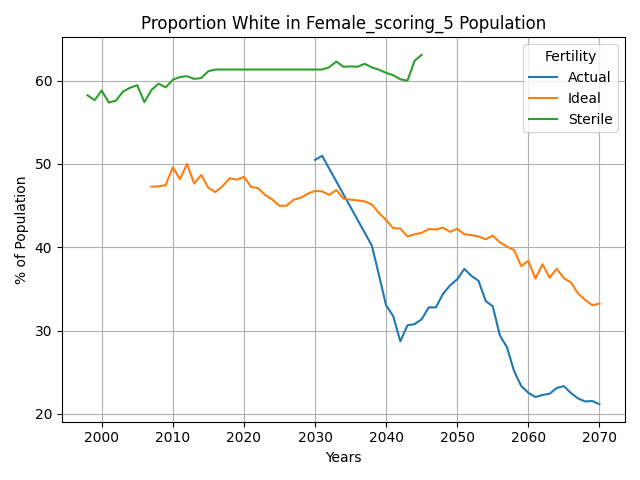 Proportion White in Female_scoring_5 Population
Fertility
Actual
Ideal
Sterile
% of Population
60
50
40
30
20
2000 2010 2020 2030 2040 2050 2060 2070
Years